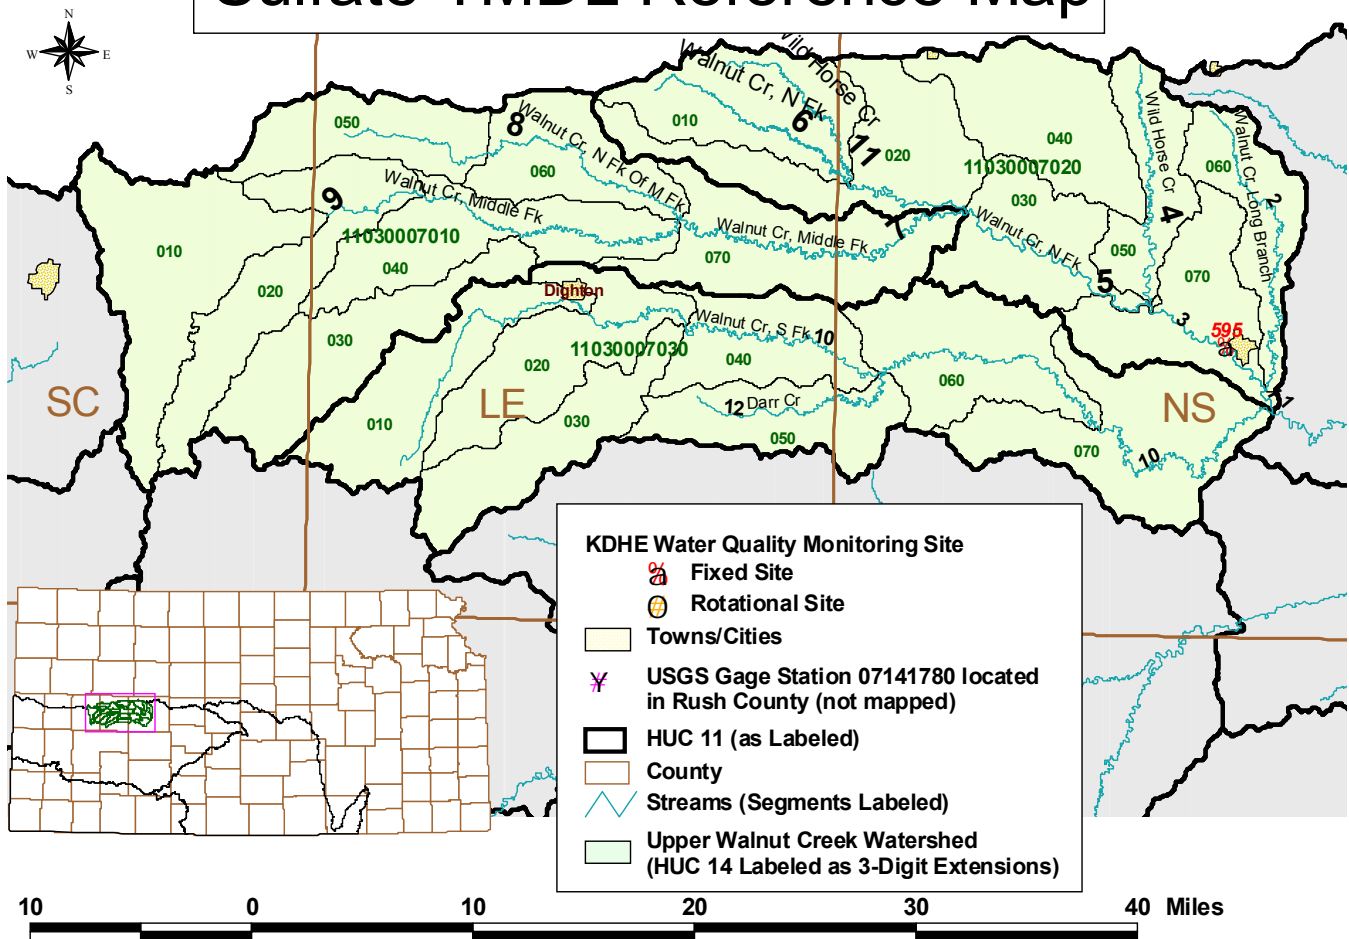 Sulfate TMDL Reference Map
N
W E
S
Wild Horse Cr
Walnut Cr, N Fk
6
11
010
020
040
11030007020
030
Wild Horse Cr
4
060
Walnut Cr, Long Branch
2
050
8
Walnut Cr, N Fk Of M Fk
060
9
Walnut Cr, Middle Fk
11030007010
010
020
040
030
Walnut Cr, Middle Fk
7
070
Walnut Cr, N Fk
5
050
070
3
595
a
1
Dighton
Walnut Cr, S Fk
10
11030007030
020
040
060
SC
LE
NS
010
030
12
Darr Cr
050
070
10
KDHE Water Quality Monitoring Site
Fixed Site
Rotational Site
Towns/Cities
USGS Gage Station 07141780 located
in Rush County (not mapped)
HUC 11 (as Labeled)
County
Streams (Segments Labeled)
Upper Walnut Creek Watershed
(HUC 14 Labeled as 3-Digit Extensions)
10 0 10 20 30 40 Miles